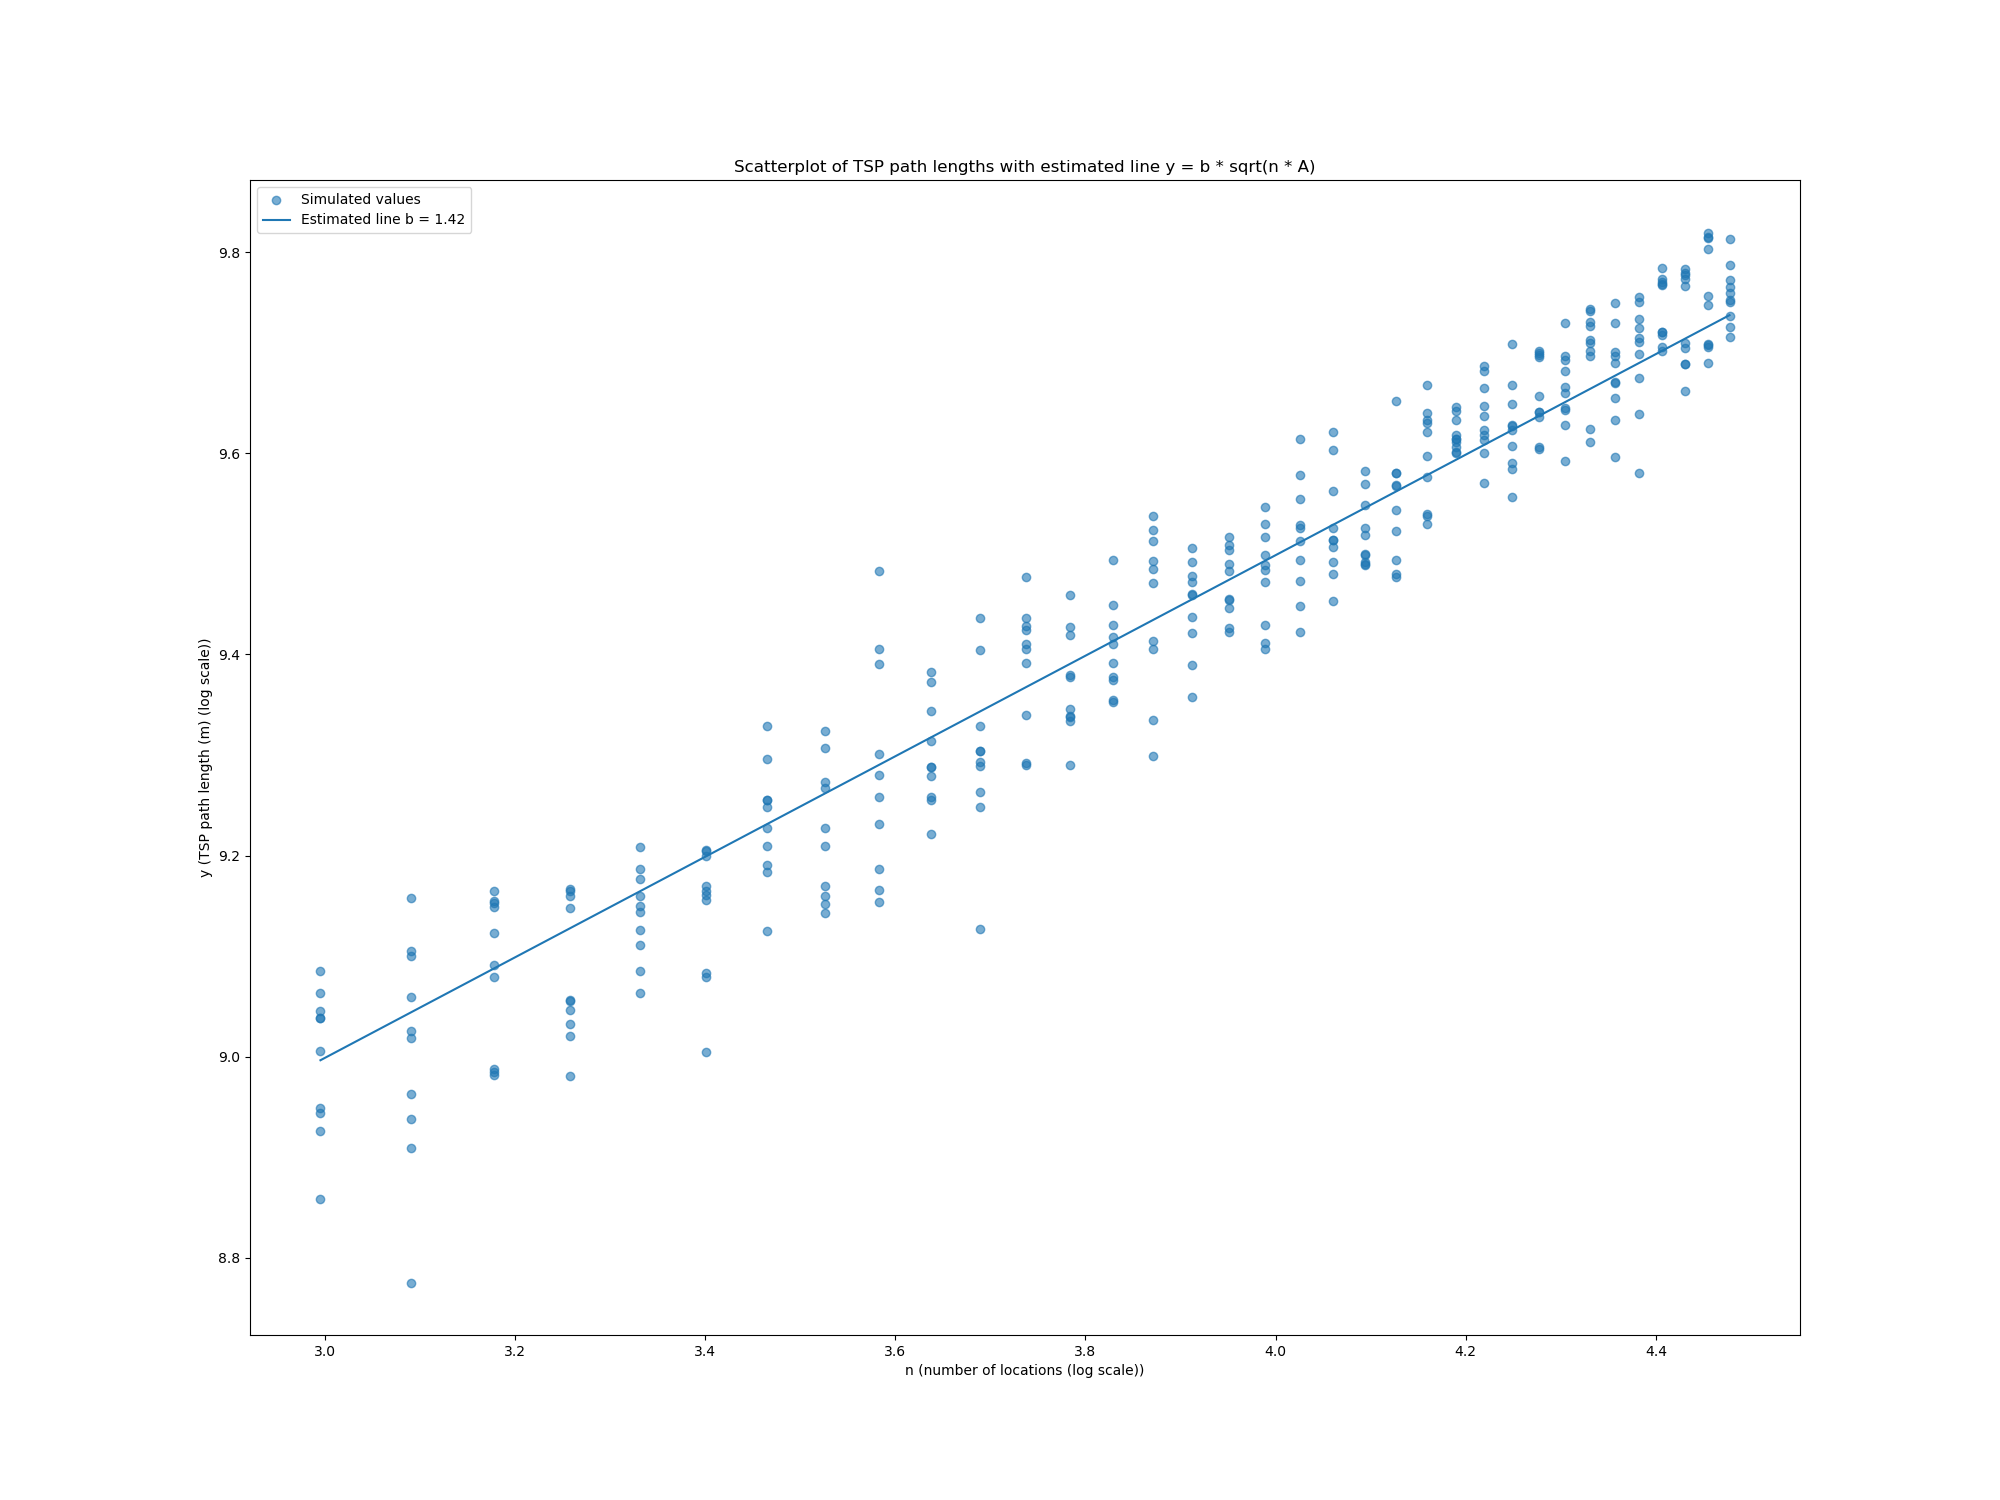 Scatterplot of TSP path lengths with estimated line y = b * sqrt(n * A)
Simulated values
Estimated line b = 1.42
y (TSP path length (m) (log scale))
9.8
9.6
9.4
9.2
9.0
8.8
3.0 3.2 3.4 3.6 3.8 4.0 4.2 4.4
n (number of locations (log scale))